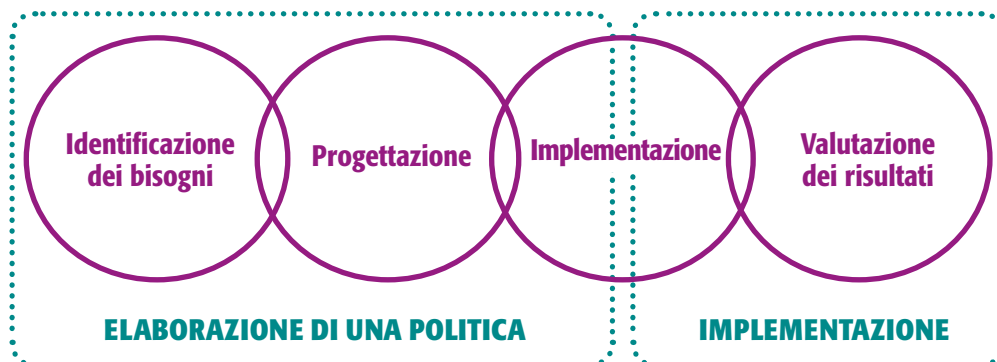 Identificazione
dei bisogni
Progettazione
Implementazione
Valutazione
dei risultati
ELABORAZIONE DI UNA POLITICA
IMPLEMENTAZIONE